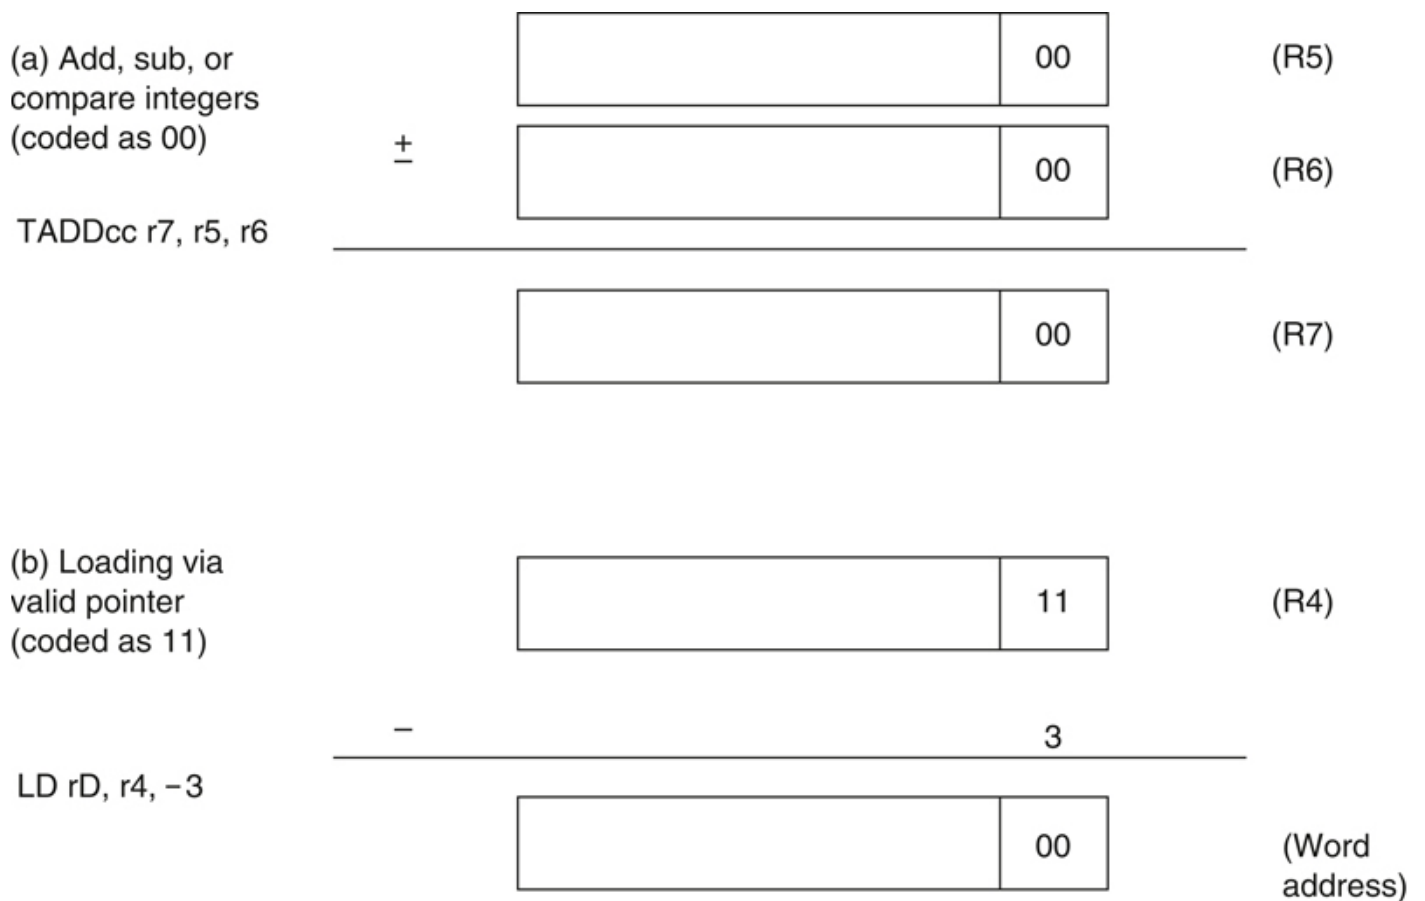 (a) Add, sub, or
compare integers
(coded as 00)
00
(R5)
±
00
(R6)
TADDcc r7, r5, r6
00
(R7)
(b) Loading via
valid pointer
(coded as 11)
11
(R4)
−
3
LD rD, r4, −3
00
(Word
address)